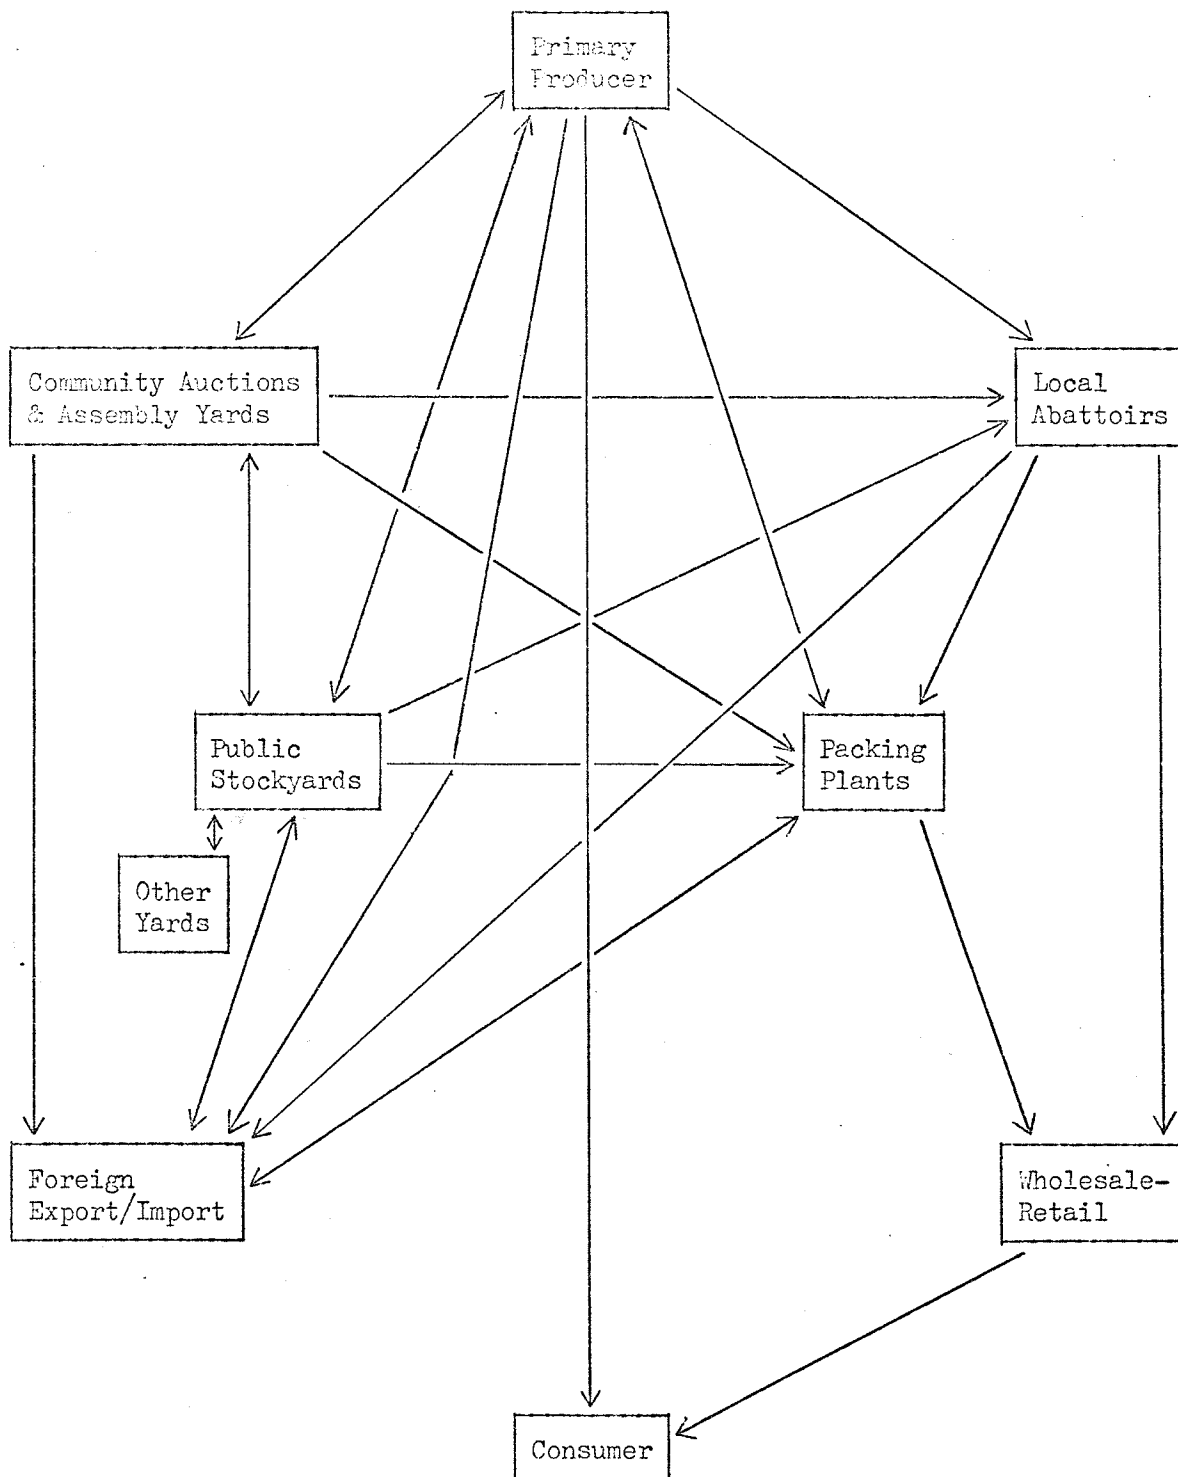 Primary
Producer
Community Auctions
& Assembly Yards
Local
Abattoirs
Public
Stockyards
Packing
Plants
Other
Yards
Foreign
Export/Import
Wholesale-
Retail
Consumer